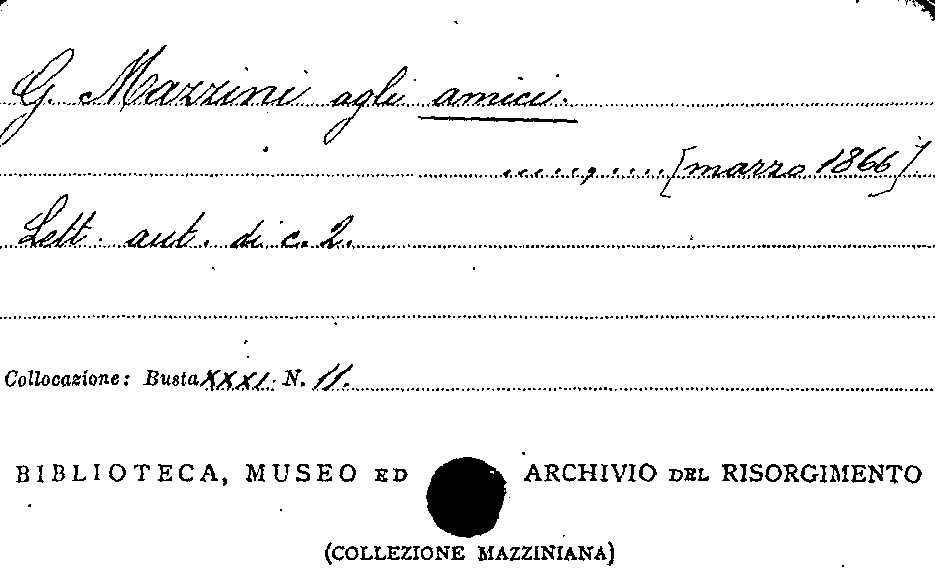 G. Mazzini agli amici.
....., .... [marzo 1866].
Lett. aut. di c. 2.
Collocazione: Busta XXXI. N. 11.
BIBLIOTECA, MUSEO ED ARCHIVIO DEL RISORGIMENTO
(COLLEZIONE MAZZINIANA)